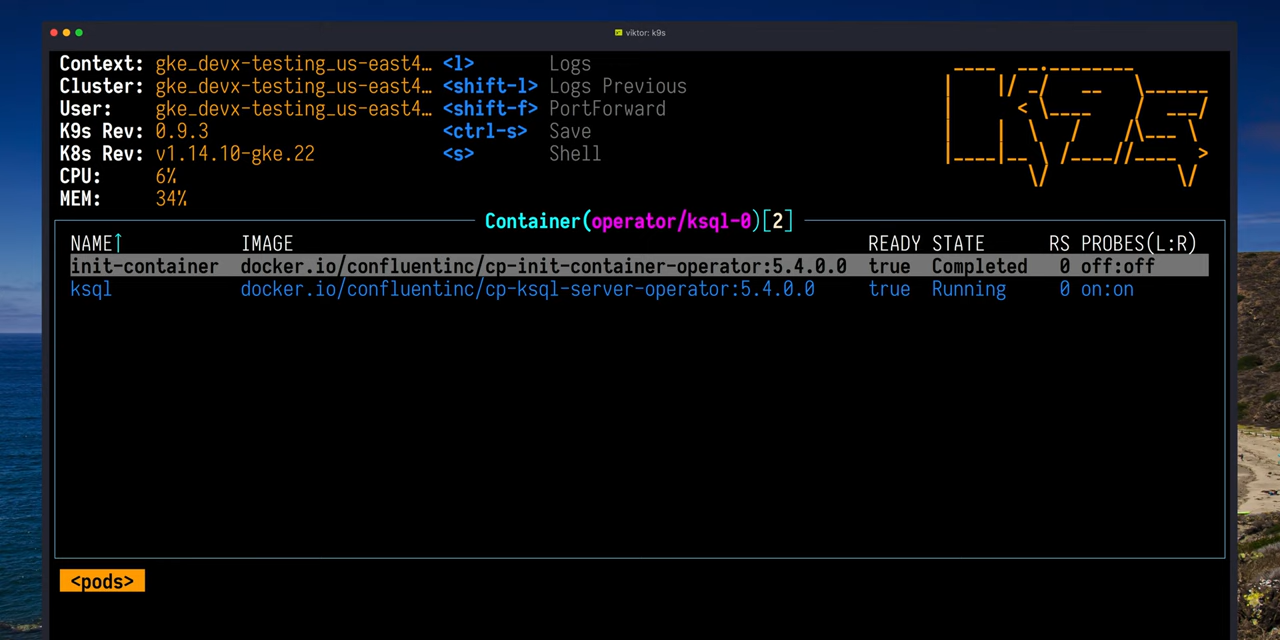 viktor: k9s
Context: gke_devx-testing_us-east4… <l> Logs
Cluster: gke_devx-testing_us-east4… <shift-l> Logs Previous
User: gke_devx-testing_us-east4… <shift-f> PortForward
K9s Rev: 0.9.3 <ctrl-s> Save
K8s Rev: v1.14.10-gke.22 <s> Shell
CPU: 6%
MEM: 34%
Container(operator/ksql-0)[2]
NAME↑ IMAGE READY STATE RS PROBES(L:R)
init-container docker.io/confluentinc/cp-init-container-operator:5.4.0.0 true Completed 0 off:off
ksql docker.io/confluentinc/cp-ksql-server-operator:5.4.0.0 true Running 0 on:on
<pods>